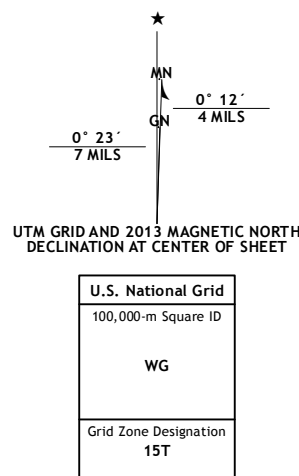 ★
MN
0° 12´
4 MILS
GN
0° 23´
7 MILS
UTM GRID AND 2013 MAGNETIC NORTH
DECLINATION AT CENTER OF SHEET
U.S. National Grid
100,000-m Square ID
WG
Grid Zone Designation
15T